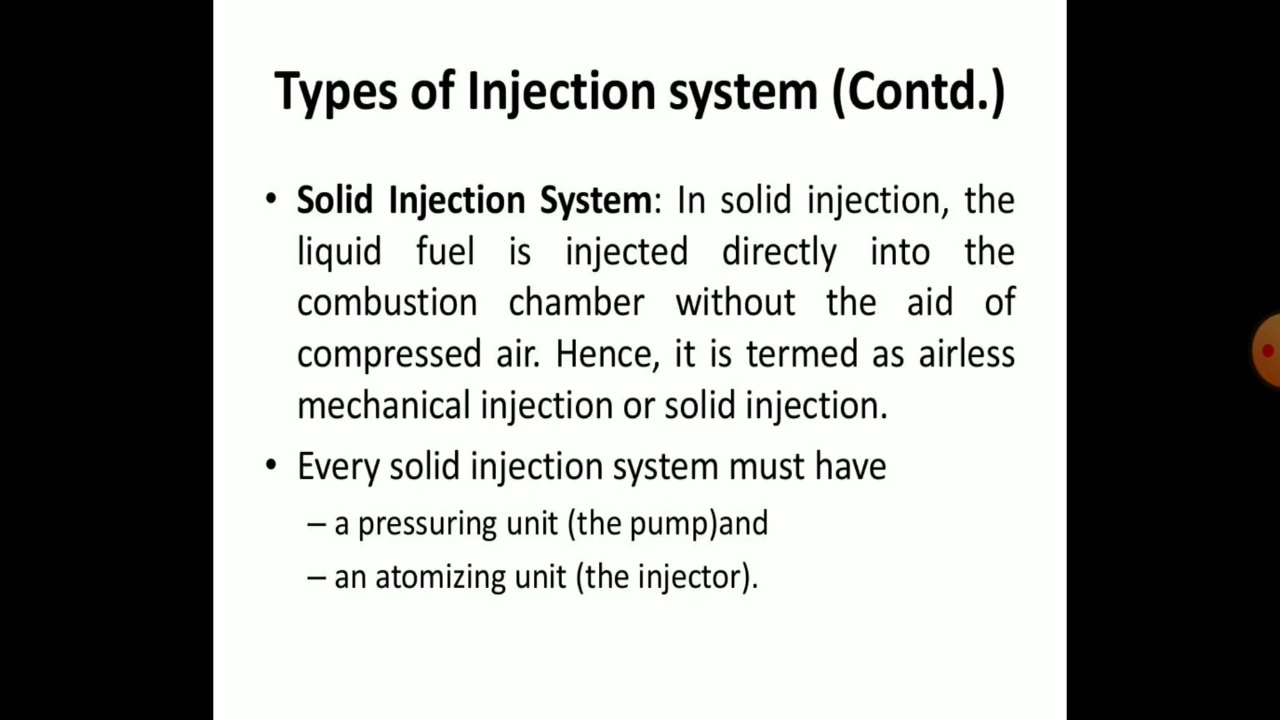 Types of Injection system (Contd.)
• Solid Injection System: In solid injection, the
liquid fuel is injected directly into the
combustion chamber without the aid of
compressed air. Hence, it is termed as airless
mechanical injection or solid injection.
• Every solid injection system must have
– a pressuring unit (the pump)and
– an atomizing unit (the injector).